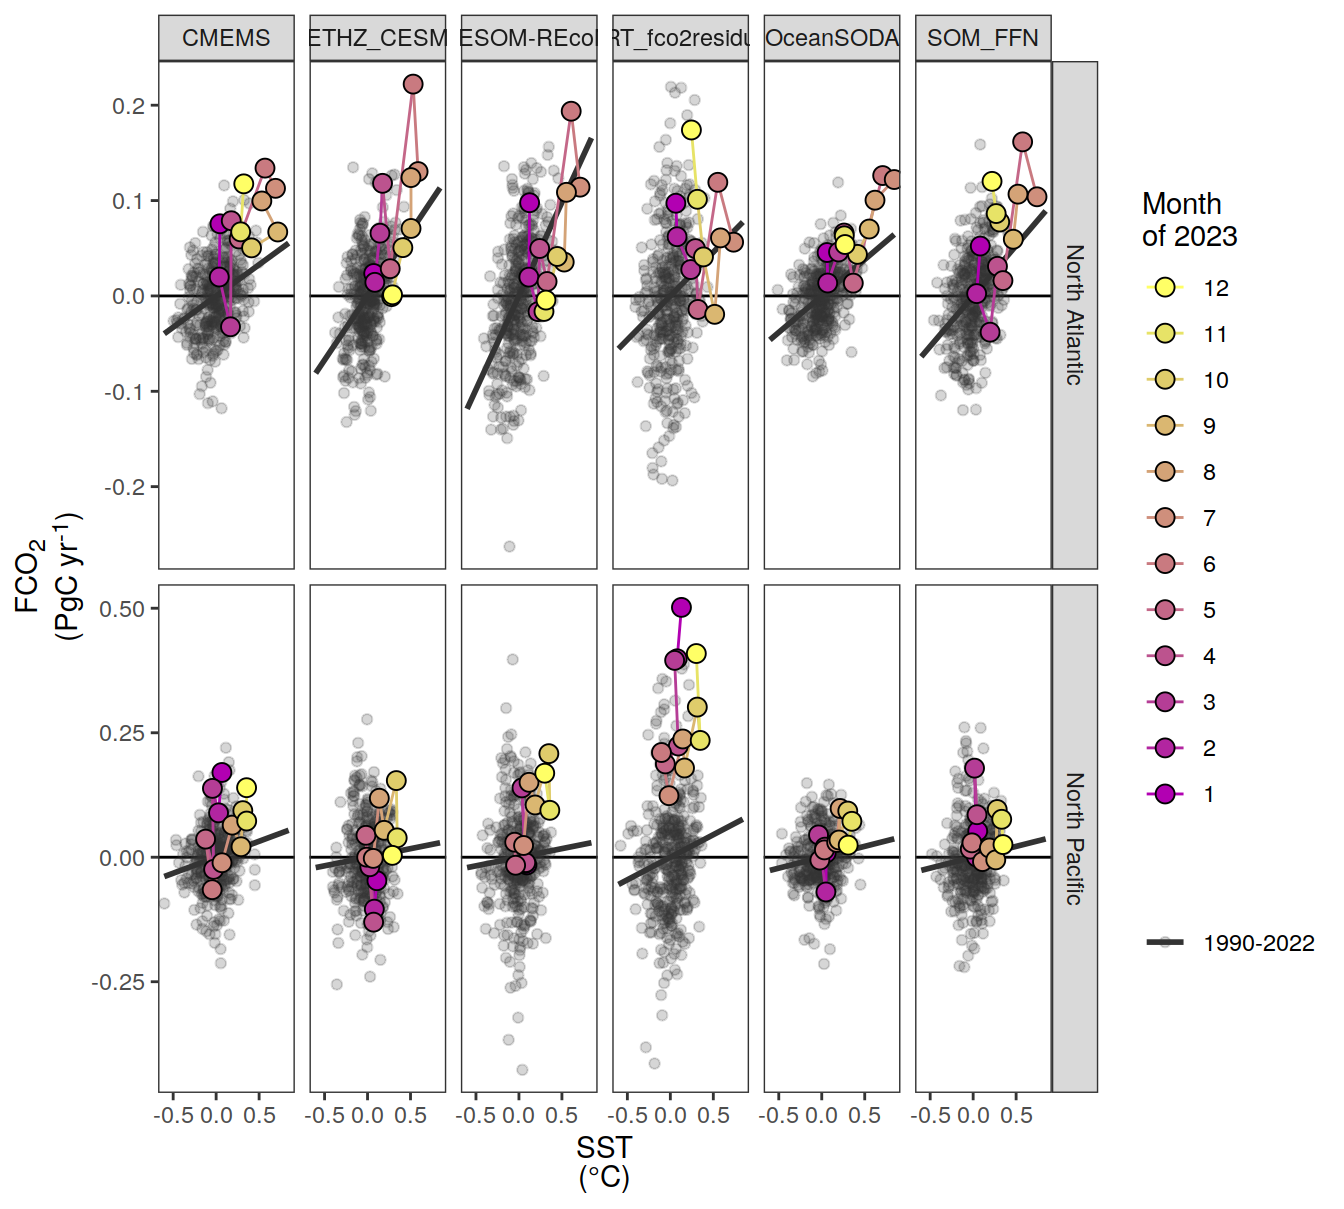 CMEMS ETHZ_CESM ESOM-REcoM RT_fco2residu OceanSODA SOM_FFN
0.2
0.1
0.0
-0.1
-0.2
North Atlantic
0.50
0.25
0.00
-0.25
North Pacific
FCO₂
(PgC yr⁻¹)
-0.5 0.0 0.5 -0.5 0.0 0.5 -0.5 0.0 0.5 -0.5 0.0 0.5 -0.5 0.0 0.5 -0.5 0.0 0.5
SST
(°C)
Month
of 2023
12
11
10
9
8
7
6
5
4
3
2
1
1990-2022